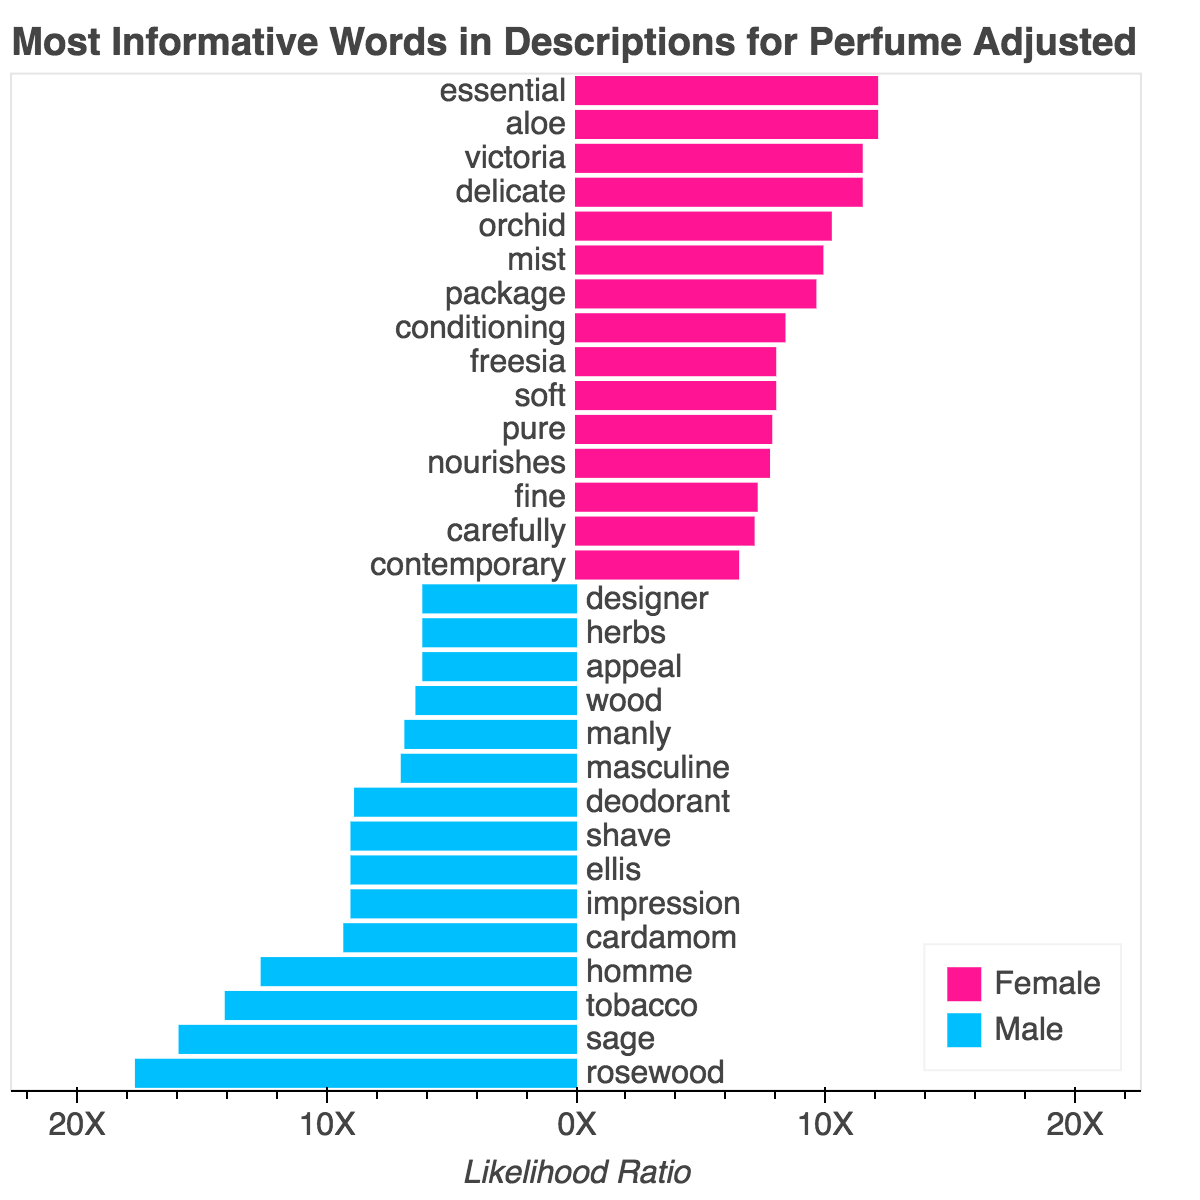 Most Informative Words in Descriptions for Perfume Adjusted
essential
aloe
victoria
delicate
orchid
mist
package
conditioning
freesia
soft
pure
nourishes
fine
carefully
contemporary
designer
herbs
appeal
wood
manly
masculine
deodorant
shave
ellis
impression
cardamom
homme
tobacco
sage
rosewood
Female
Male
20X 10X 0X 10X 20X
Likelihood Ratio